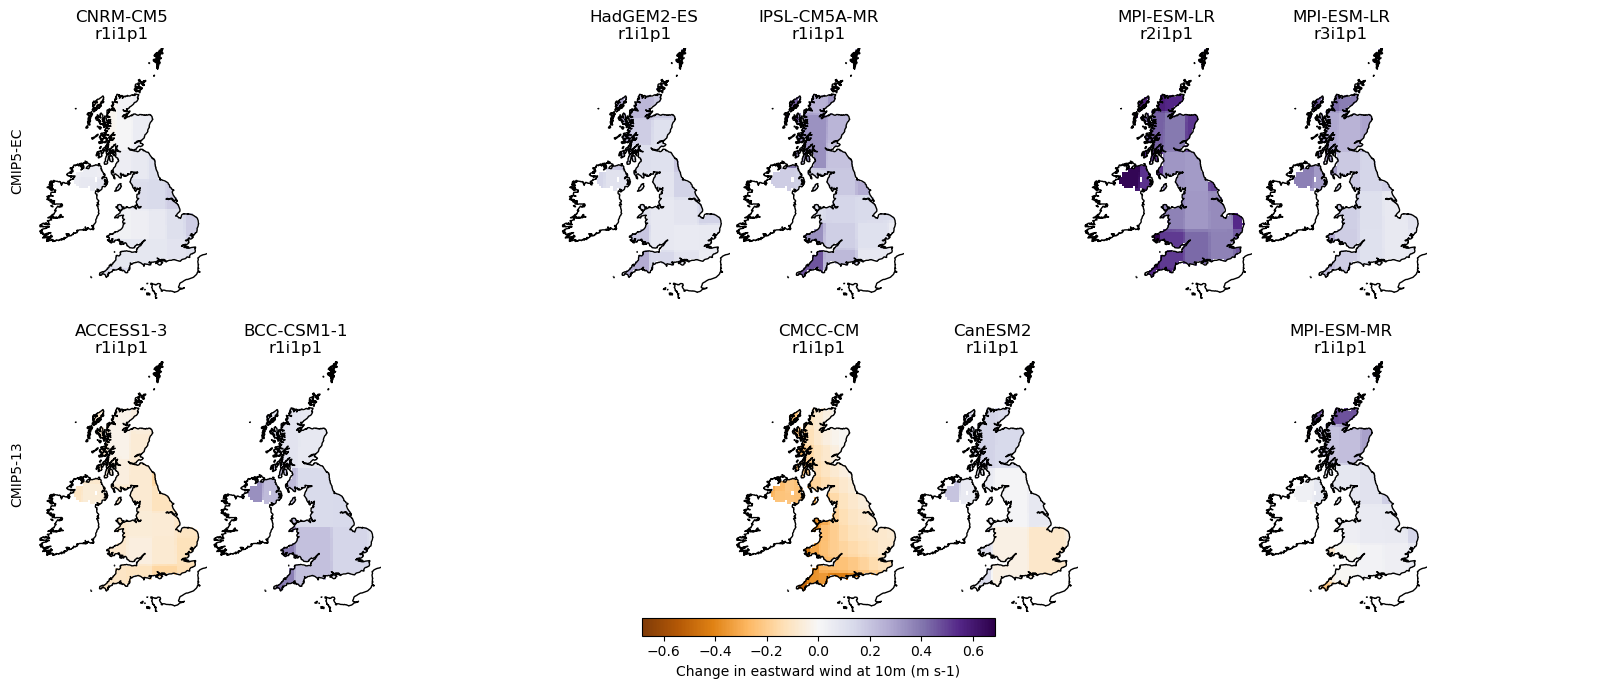 CNRM-CM5
r1i1p1
HadGEM2-ES
r1i1p1
IPSL-CM5A-MR
r1i1p1
MPI-ESM-LR
r2i1p1
MPI-ESM-LR
r3i1p1
CMIP5-EC
ACCESS1-3
r1i1p1
BCC-CSM1-1
r1i1p1
CMCC-CM
r1i1p1
CanESM2
r1i1p1
MPI-ESM-MR
r1i1p1
CMIP5-13
−0.6 −0.4 −0.2 0.0 0.2 0.4 0.6
Change in eastward wind at 10m (m s-1)